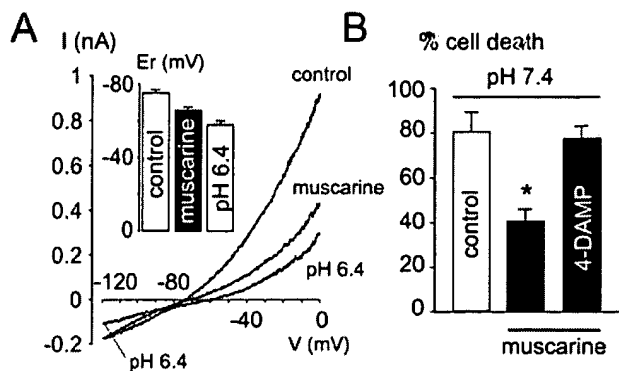 A
I (nA)
Er (mV)
-80
-40
0
control
muscarine
pH 6.4
1
0.8
0.6
0.4
0.2
0
-0.2
-120
-80
-40
0
V (mV)
control
muscarine
pH 6.4
pH 6.4
B
% cell death
pH 7.4
100
80
60
40
20
0
control
*
4-DAMP
muscarine